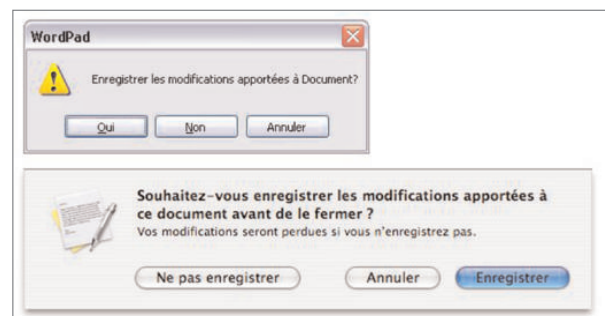 WordPad
Enregistrer les modifications apportées à Document?
Oui
Non
Annuler
Souhaitez-vous enregistrer les modifications apportées à
ce document avant de le fermer ?
Vos modifications seront perdues si vous n'enregistrez pas.
Ne pas enregistrer
Annuler
Enregistrer